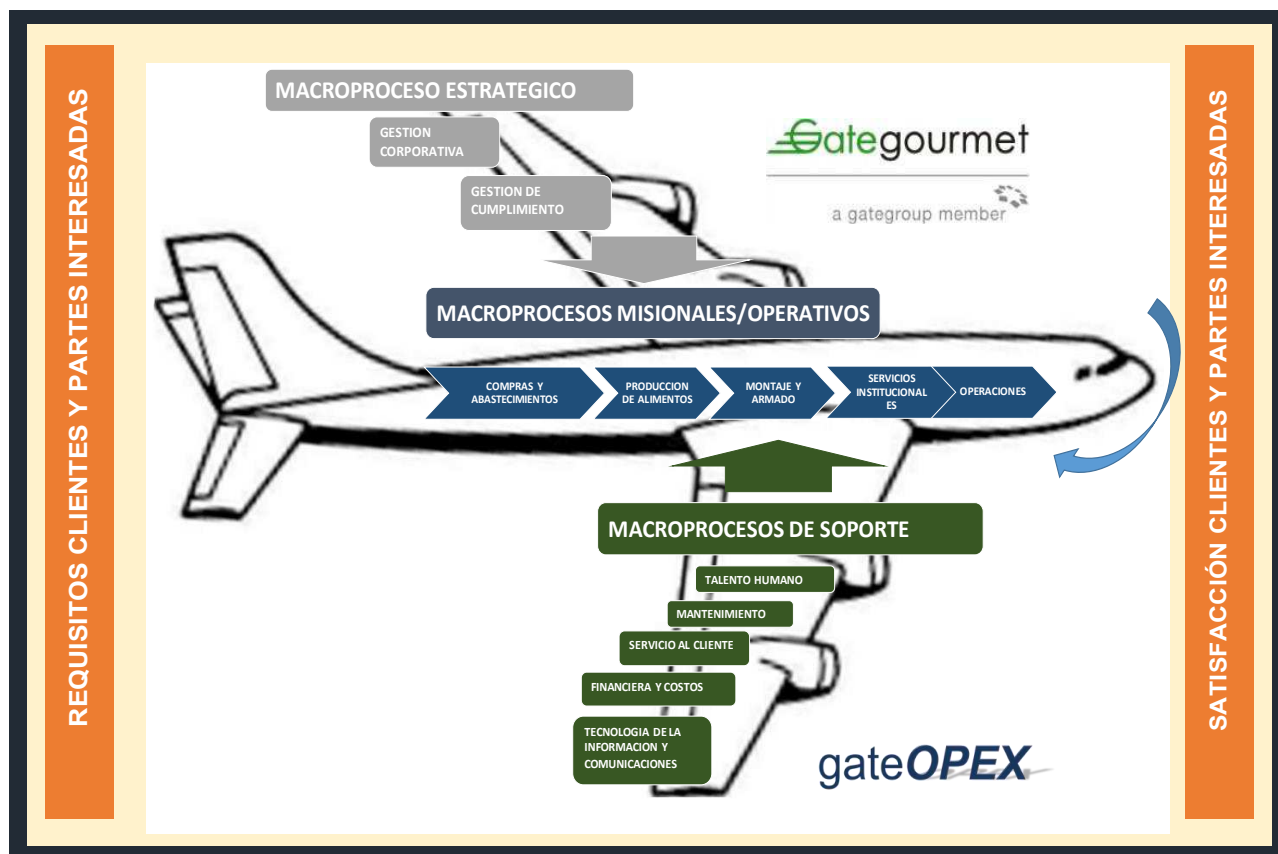 REQUISITOS CLIENTES Y PARTES INTERESADAS
MACROPROCESO ESTRATEGICO
GESTION
CORPORATIVA
GESTION DE
CUMPLIMIENTO
Gategourmet
a gategroup member
MACROPROCESOS MISIONALES/OPERATIVOS
COMPRAS Y
ABASTECIMIENTOS
PRODUCCION
DE ALIMENTOS
MONTAJE Y
ARMADO
SERVICIOS
INSTITUCIONAL
ES
OPERACIONES
MACROPROCESOS DE SOPORTE
TALENTO HUMANO
MANTENIMIENTO
SERVICIO AL CLIENTE
FINANCIERA Y COSTOS
TECNOLOGIA DE LA
INFORMACION Y
COMUNICACIONES
gateOPEX
SATISFACCIÓN CLIENTES Y PARTES INTERESADAS